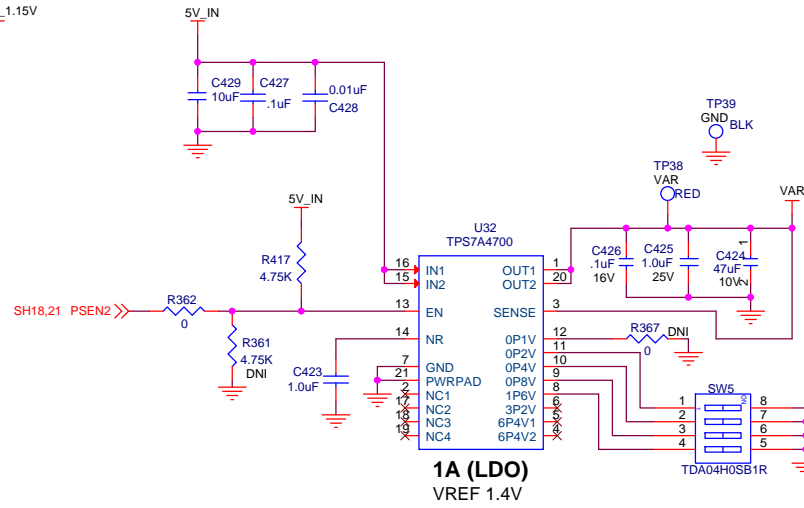 _1.15V
5V_IN
C429
10uF
C427
.1uF
0.01uF
C428
TP39
GND
BLK
TP38
VAR
RED
VAR
5V_IN
R417
4.75K
U32
TPS7A4700
C426
.1uF
16V
C425
1.0uF
25V
1
C424
47uF
10V
2
16
IN1
OUT1
1
15
IN2
OUT2
20
SH18,21 PSEN2
R362
0
13
EN
SENSE
3
R361
4.75K
DNI
14
NR
0P1V
12
R367
0
DNI
0P2V
11
C423
1.0uF
7
GND
0P4V
10
21
PWRPAD
0P8V
9
2
NC1
1P6V
8
17
NC2
3P2V
6
18
NC3
6P4V1
5
19
NC4
6P4V2
4
SW5
1
8
2
7
3
6
4
5
TDA04H0SB1R
1A (LDO)
VREF 1.4V